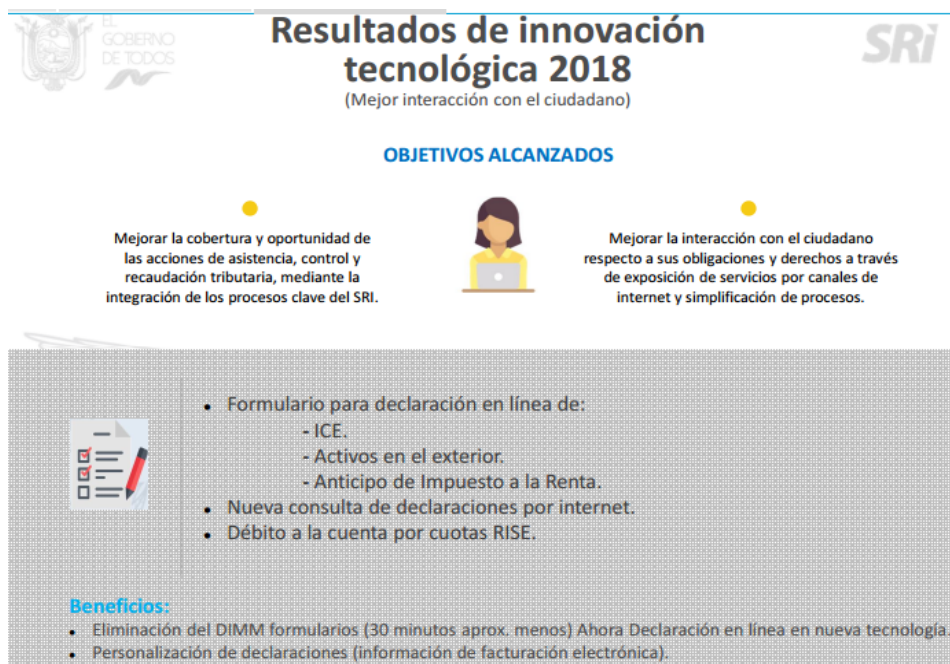 EL
GOBIERNO
DE TODOS
Resultados de innovación
tecnológica 2018
(Mejor interacción con el ciudadano)
SRi
OBJETIVOS ALCANZADOS
Mejorar la cobertura y oportunidad de
las acciones de asistencia, control y
recaudación tributaria, mediante la
integración de los procesos clave del SRI.
Mejorar la interacción con el ciudadano
respecto a sus obligaciones y derechos a través
de exposición de servicios por canales de
internet y simplificación de procesos.
• Formulario para declaración en línea de:
- ICE.
- Activos en el exterior.
- Anticipo de Impuesto a la Renta.
• Nueva consulta de declaraciones por internet.
• Débito a la cuenta por cuotas RISE.
Beneficios:
• Eliminación del DIMM formularios (30 minutos aprox. menos) Ahora Declaración en línea en nueva tecnología.
• Personalización de declaraciones (información de facturación electrónica).